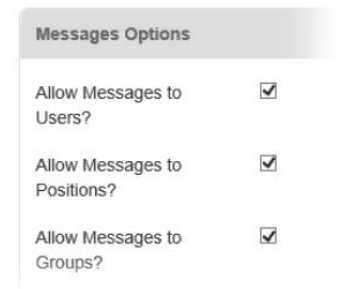 Messages Options
Allow Messages to
Users?
Allow Messages to
Positions?
Allow Messages to
Groups?